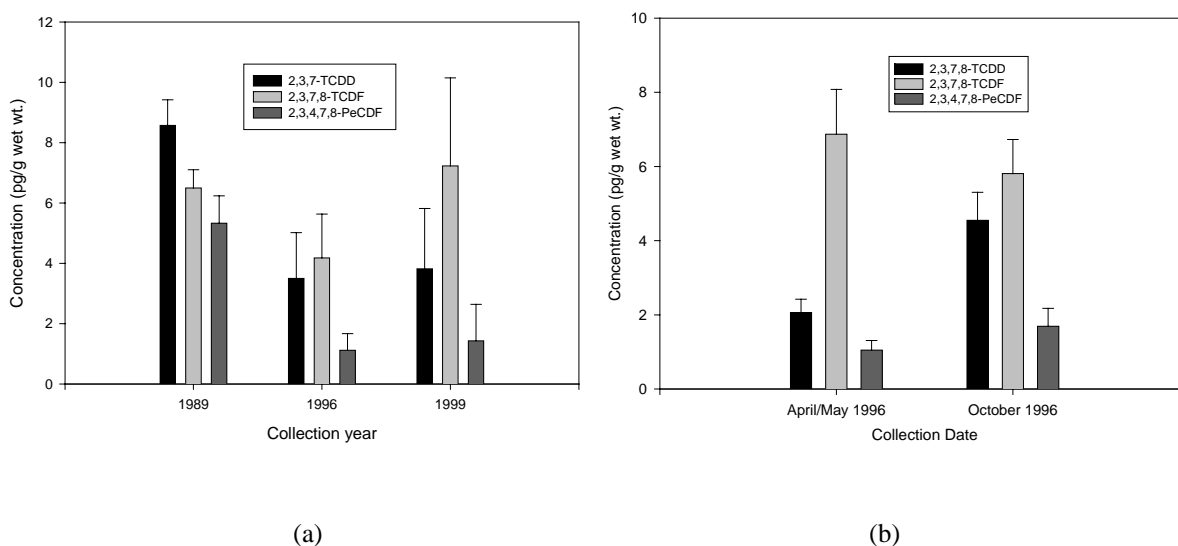 12
10
8
6
4
2
0
Concentration (pg/g wet wt.)
2,3,7-TCDD
2,3,7,8-TCDF
2,3,4,7,8-PeCDF
1989 1996 1999
Collection year
(a)
10
8
6
4
2
0
Concentration (pg/g wet wt.)
2,3,7,8-TCDD
2,3,7,8-TCDF
2,3,4,7,8-PeCDF
April/May 1996 October 1996
Collection Date
(b)